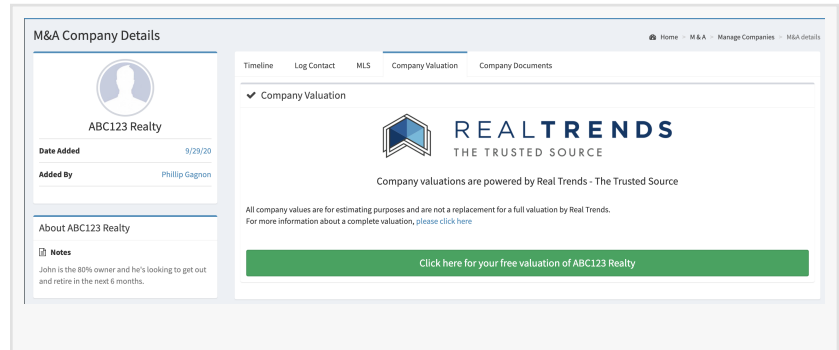 M&A Company Details
Home > M & A > Manage Companies > M&A details
ABC123 Realty
Date Added 9/29/20
Added By Phillip Gagnon
About ABC123 Realty
Notes
John is the 80% owner and he's looking to get out
and retire in the next 6 months.
Timeline Log Contact MLS Company Valuation Company Documents
Company Valuation
REALTRENDS
THE TRUSTED SOURCE
Company valuations are powered by Real Trends - The Trusted Source
All company values are for estimating purposes and are not a replacement for a full valuation by Real Trends.
For more information about a complete valuation, please click here
Click here for your free valuation of ABC123 Realty